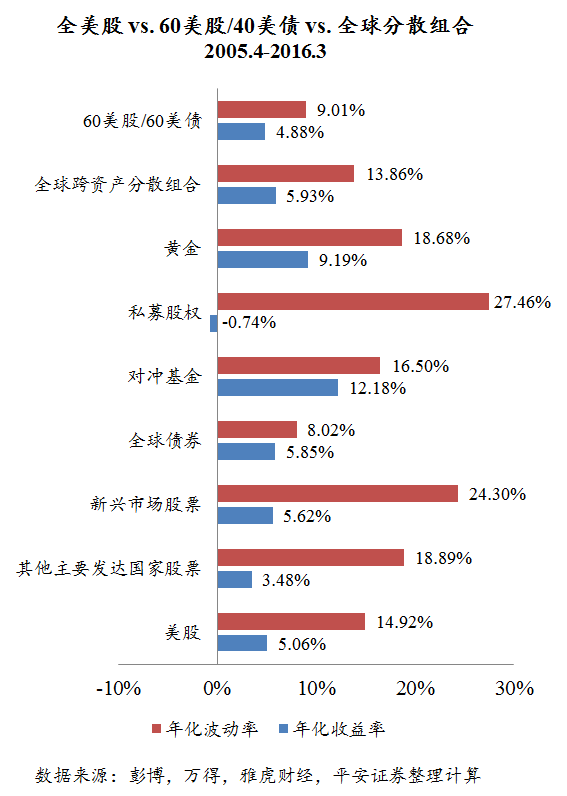 全美股 vs. 60美股/40美债 vs. 全球分散组合
2005.4-2016.3
60美股/60美债
9.01%
4.88%
全球跨资产分散组合
13.86%
5.93%
黄金
18.68%
9.19%
私募股权
27.46%
-0.74%
对冲基金
16.50%
12.18%
全球债券
8.02%
5.85%
新兴市场股票
24.30%
5.62%
其他主要发达国家股票
18.89%
3.48%
美股
14.92%
5.06%
-10% 0% 10% 20% 30%
年化波动率 年化收益率
数据来源：彭博，万得，雅虎财经，平安证券整理计算